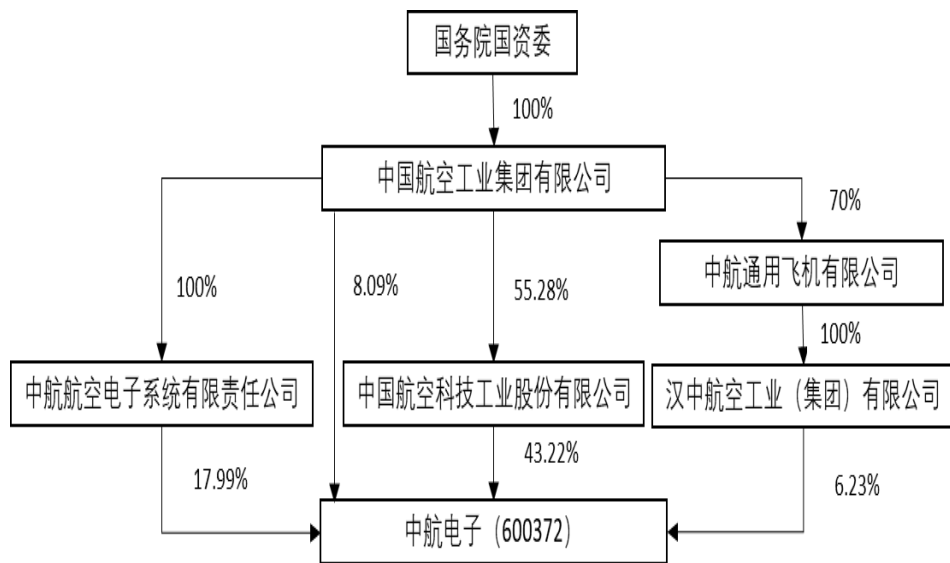 国务院国资委
100%
中国航空工业集团有限公司
70%
中航通用飞机有限公司
100%
8.09%
55.28%
100%
中航航空电子系统有限责任公司
中国航空科技工业股份有限公司
汉中航空工业（集团）有限公司
17.99%
43.22%
6.23%
中航电子（600372）